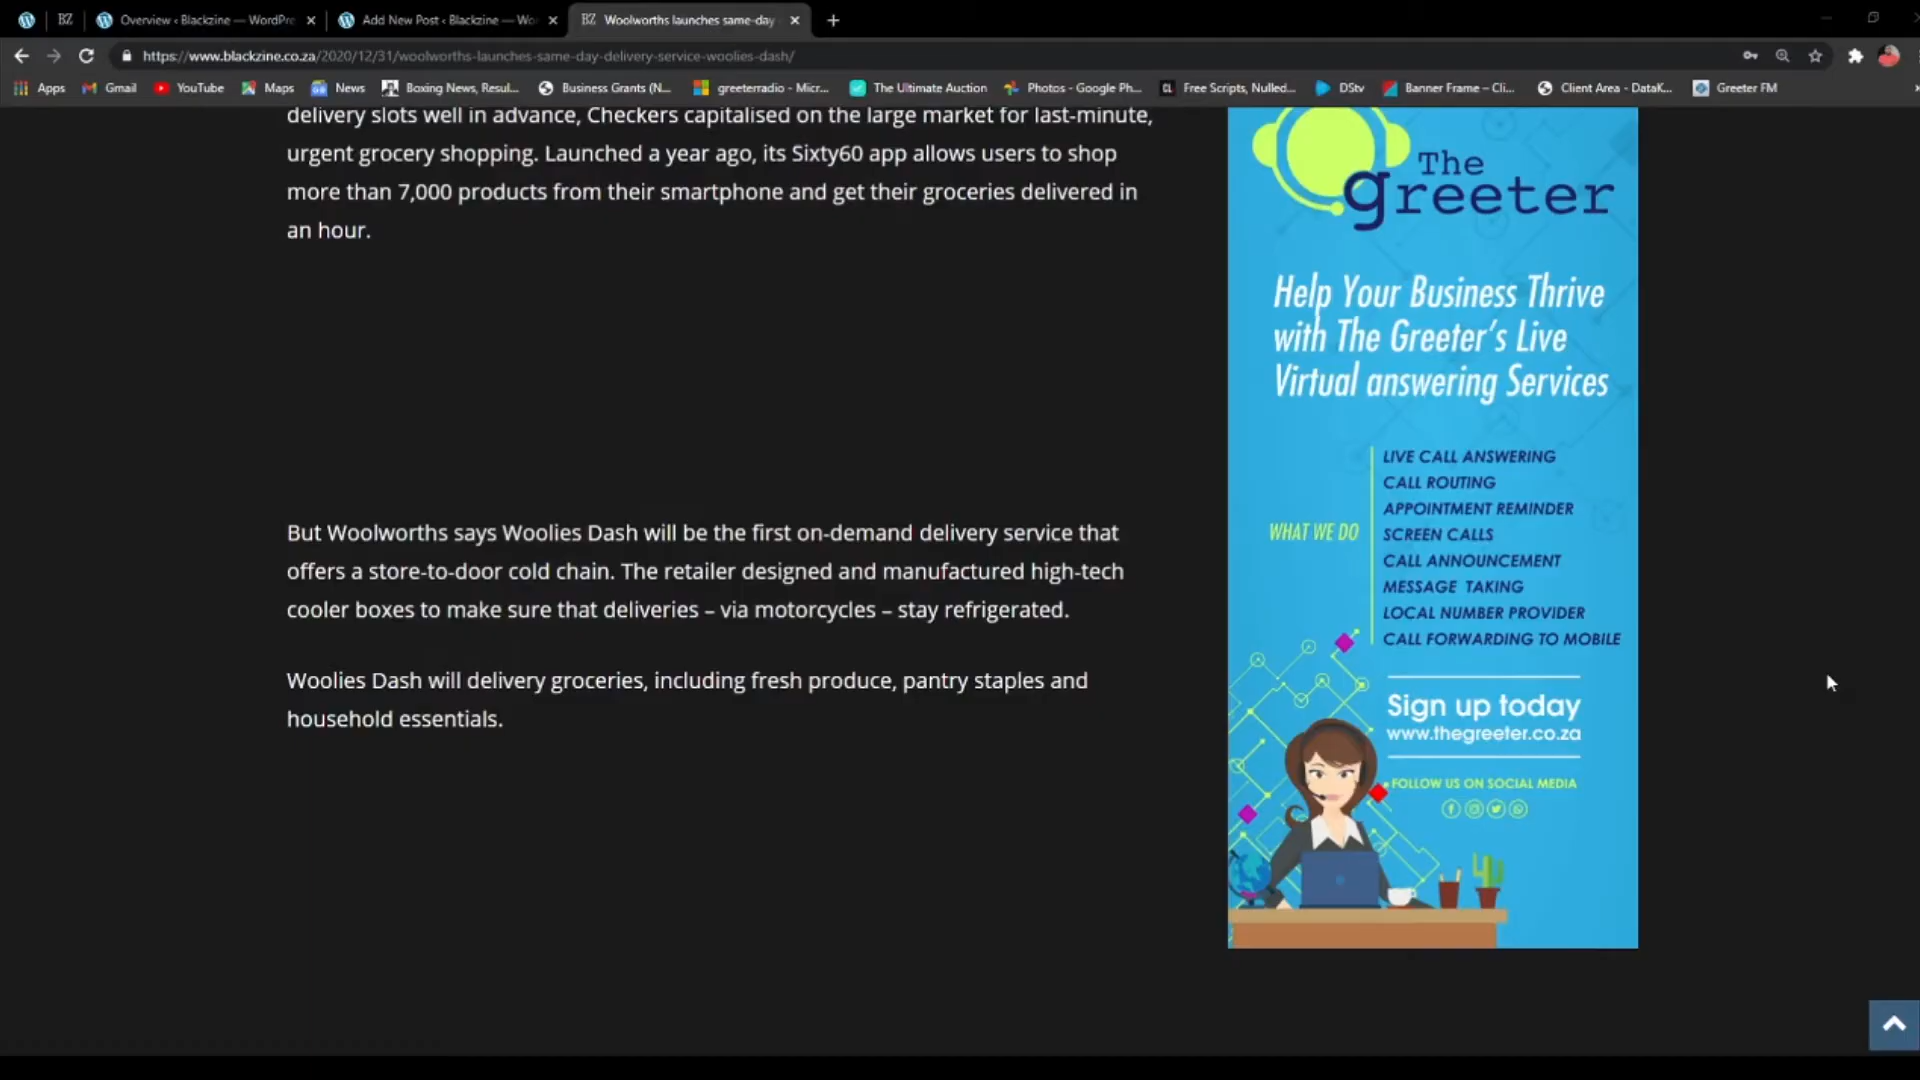 Overview ‹ Blackzine — WordPre
Add New Post ‹ Blackzine — Wo
BZ Woolworths launches same-day
https://www.blackzine.co.za/2020/12/31/woolworths-launches-same-day-delivery-service-woolies-dash/
Apps Gmail YouTube Maps News Boxing News, Resul... Business Grants (N... greeterradio - Micr... The Ultimate Auction Photos - Google Ph... CL Free Scripts, Nulled... DStv Banner Frame – Cli... Client Area - DataK... Greeter FM
delivery slots well in advance, Checkers capitalised on the large market for last-minute,
urgent grocery shopping. Launched a year ago, its Sixty60 app allows users to shop
more than 7,000 products from their smartphone and get their groceries delivered in
an hour.
But Woolworths says Woolies Dash will be the first on-demand delivery service that
offers a store-to-door cold chain. The retailer designed and manufactured high-tech
cooler boxes to make sure that deliveries – via motorcycles – stay refrigerated.
Woolies Dash will delivery groceries, including fresh produce, pantry staples and
household essentials.
The
greeter
Help Your Business Thrive
with The Greeter's Live
Virtual answering Services
WHAT WE DO
LIVE CALL ANSWERING
CALL ROUTING
APPOINTMENT REMINDER
SCREEN CALLS
CALL ANNOUNCEMENT
MESSAGE TAKING
LOCAL NUMBER PROVIDER
CALL FORWARDING TO MOBILE
Sign up today
www.thegreeter.co.za
FOLLOW US ON SOCIAL MEDIA